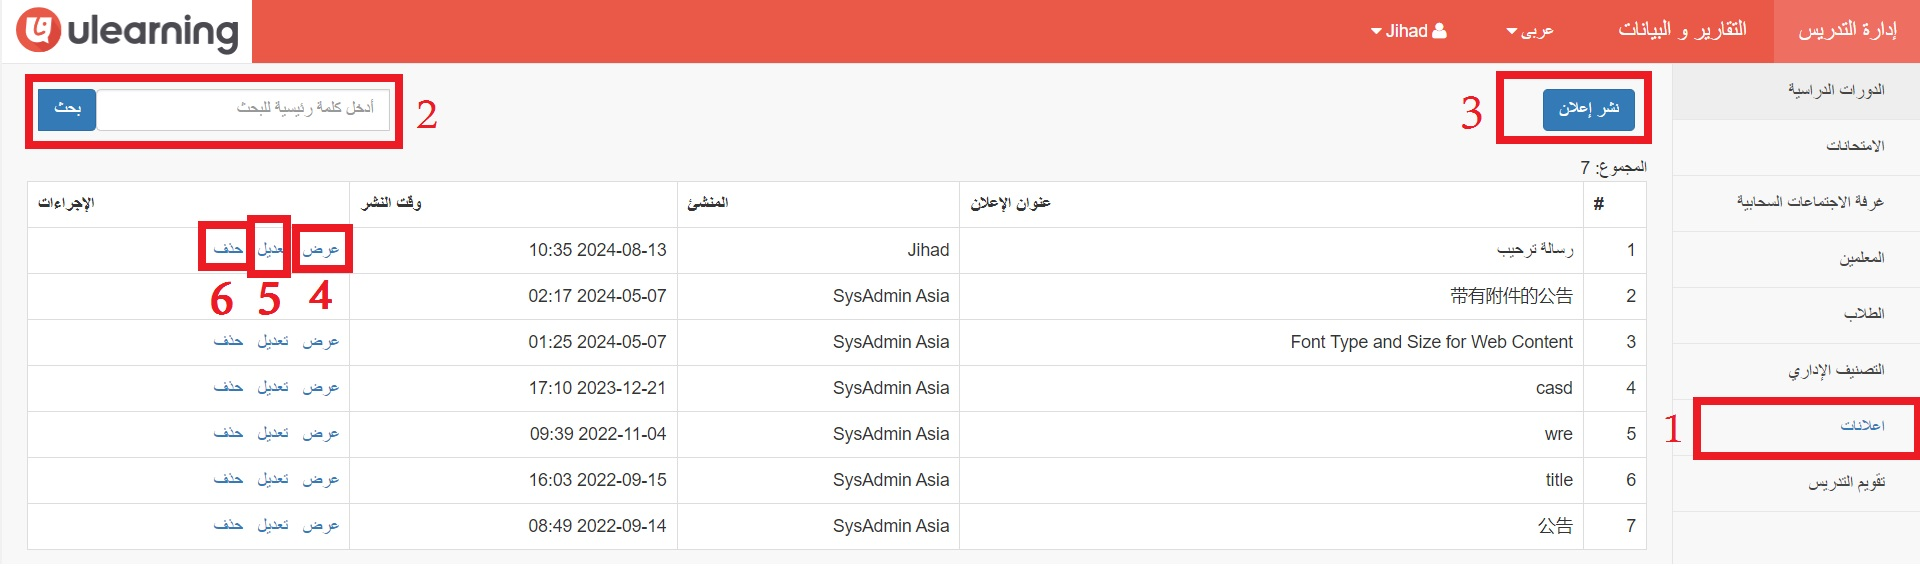 إدارة التدريس
التقارير و البيانات
عربى
Jihad
ulearning
الدورات الدراسية
الامتحانات
غرفة الاجتماعات السحابية
المعلمين
الطلاب
التصنيف الإداري
1
اعلانات
تقويم التدريس
نشر إعلان
3
2
أدخل كلمة رئيسية للبحث
بحث
المجموع: 7
# عنوان الإعلان المنشئ وقت النشر الإجراءات
1 رسالة ترحيب Jihad 2024-08-13 10:35 عرض تعديل حذف
4 5 6
2 带有附件的公告 SysAdmin Asia 2024-05-07 02:17
3 Font Type and Size for Web Content SysAdmin Asia 2024-05-07 01:25 عرض تعديل حذف
4 casd SysAdmin Asia 2023-12-21 17:10 عرض تعديل حذف
5 wre SysAdmin Asia 2022-11-04 09:39 عرض تعديل حذف
6 title SysAdmin Asia 2022-09-15 16:03 عرض تعديل حذف
7 公告 SysAdmin Asia 2022-09-14 08:49 عرض تعديل حذف